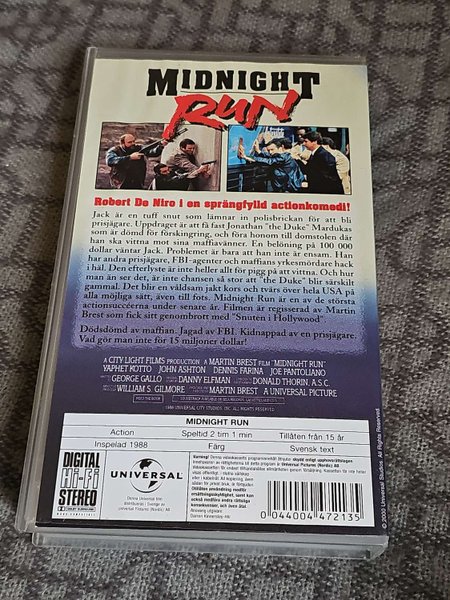 MIDNIGHT
RUN
Robert De Niro i en sprängfylld actionkomedi!
Jack är en tuff snut som lämnar in polisbrickan för att bli
prisjägare. Uppdraget är att få fast Jonathan "the Duke" Mardukas
som är dömd för förskingring, och föra honom till domstolen där
han ska vittna mot sina maffiavänner. En belöning på 100 000
dollar väntar Jack. Problemet är bara att han inte är ensam. Han
har andra prisjägare, FBI-agenter och maffians yrkesmördare hack
i häl. Den efterlyste är inte heller allt för pigg på att vittna. Och hur
man än ser det, är inte chansen så stor att "the Duke" blir särskilt
gammal. Det blir en våldsam jakt kors och tvärs över hela USA på
alla möjliga sätt, även till fots. Midnight Run är en av de största
actionsuccéerna under senare år. Filmen är regisserad av Martin
Brest som fick sitt genombrott med "Snuten i Hollywood".
Dödsdömd av maffian. Jagad av FBI. Kidnappad av en prisjägare.
Vad gör man inte för 15 miljoner dollar!
A CITY LIGHT FILMS PRODUCTION A MARTIN BREST FILM "MIDNIGHT RUN"
YAPHET KOTTO JOHN ASHTON DENNIS FARINA JOE PANTOLIANO
GEORGE GALLO DANNY ELFMAN DONALD THORIN, A.S.C.
WILLIAM S. GILMORE MARTIN BREST A UNIVERSAL PICTURE
MIDNIGHT RUN
Action Speltid 2 tim 1 min Tillåten från 15 år
Inspelad 1988 Färg Svensk text
DIGITAL
Hi-Fi
STEREO
UNIVERSAL
0 044004 472135